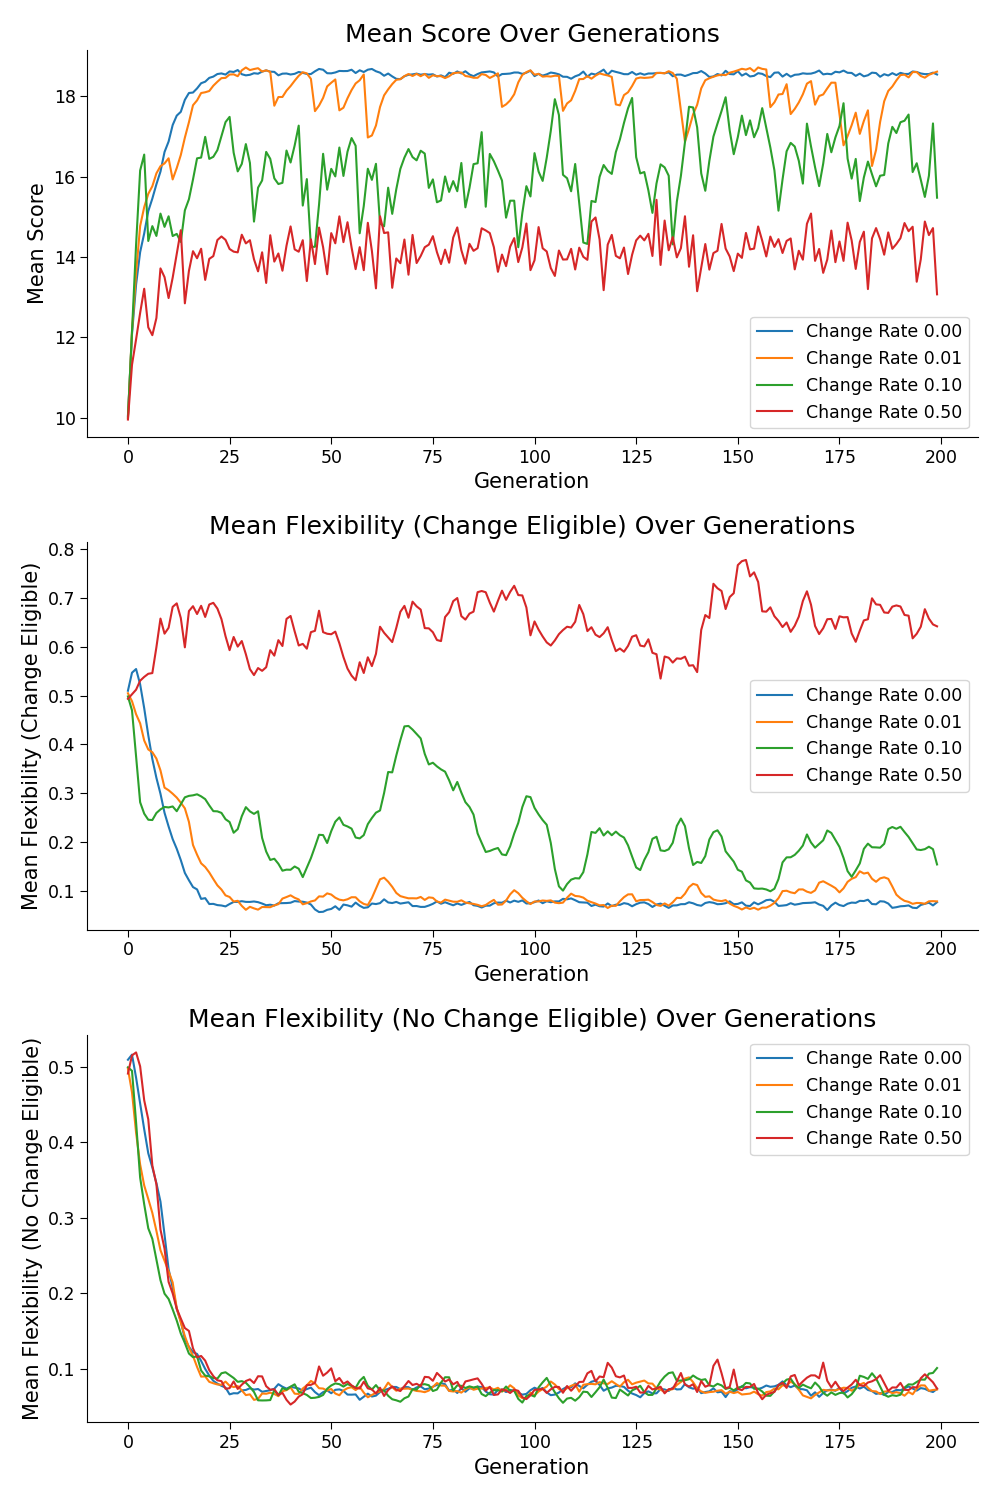 Mean Score Over Generations
Mean Score
18
16
14
12
10
Change Rate 0.00
Change Rate 0.01
Change Rate 0.10
Change Rate 0.50
0 25 50 75 100 125 150 175 200
Generation
Mean Flexibility (Change Eligible) Over Generations
Mean Flexibility (Change Eligible)
0.8
0.7
0.6
0.5
0.4
0.3
0.2
0.1
Change Rate 0.00
Change Rate 0.01
Change Rate 0.10
Change Rate 0.50
0 25 50 75 100 125 150 175 200
Generation
Mean Flexibility (No Change Eligible) Over Generations
Mean Flexibility (No Change Eligible)
0.5
0.4
0.3
0.2
0.1
Change Rate 0.00
Change Rate 0.01
Change Rate 0.10
Change Rate 0.50
0 25 50 75 100 125 150 175 200
Generation